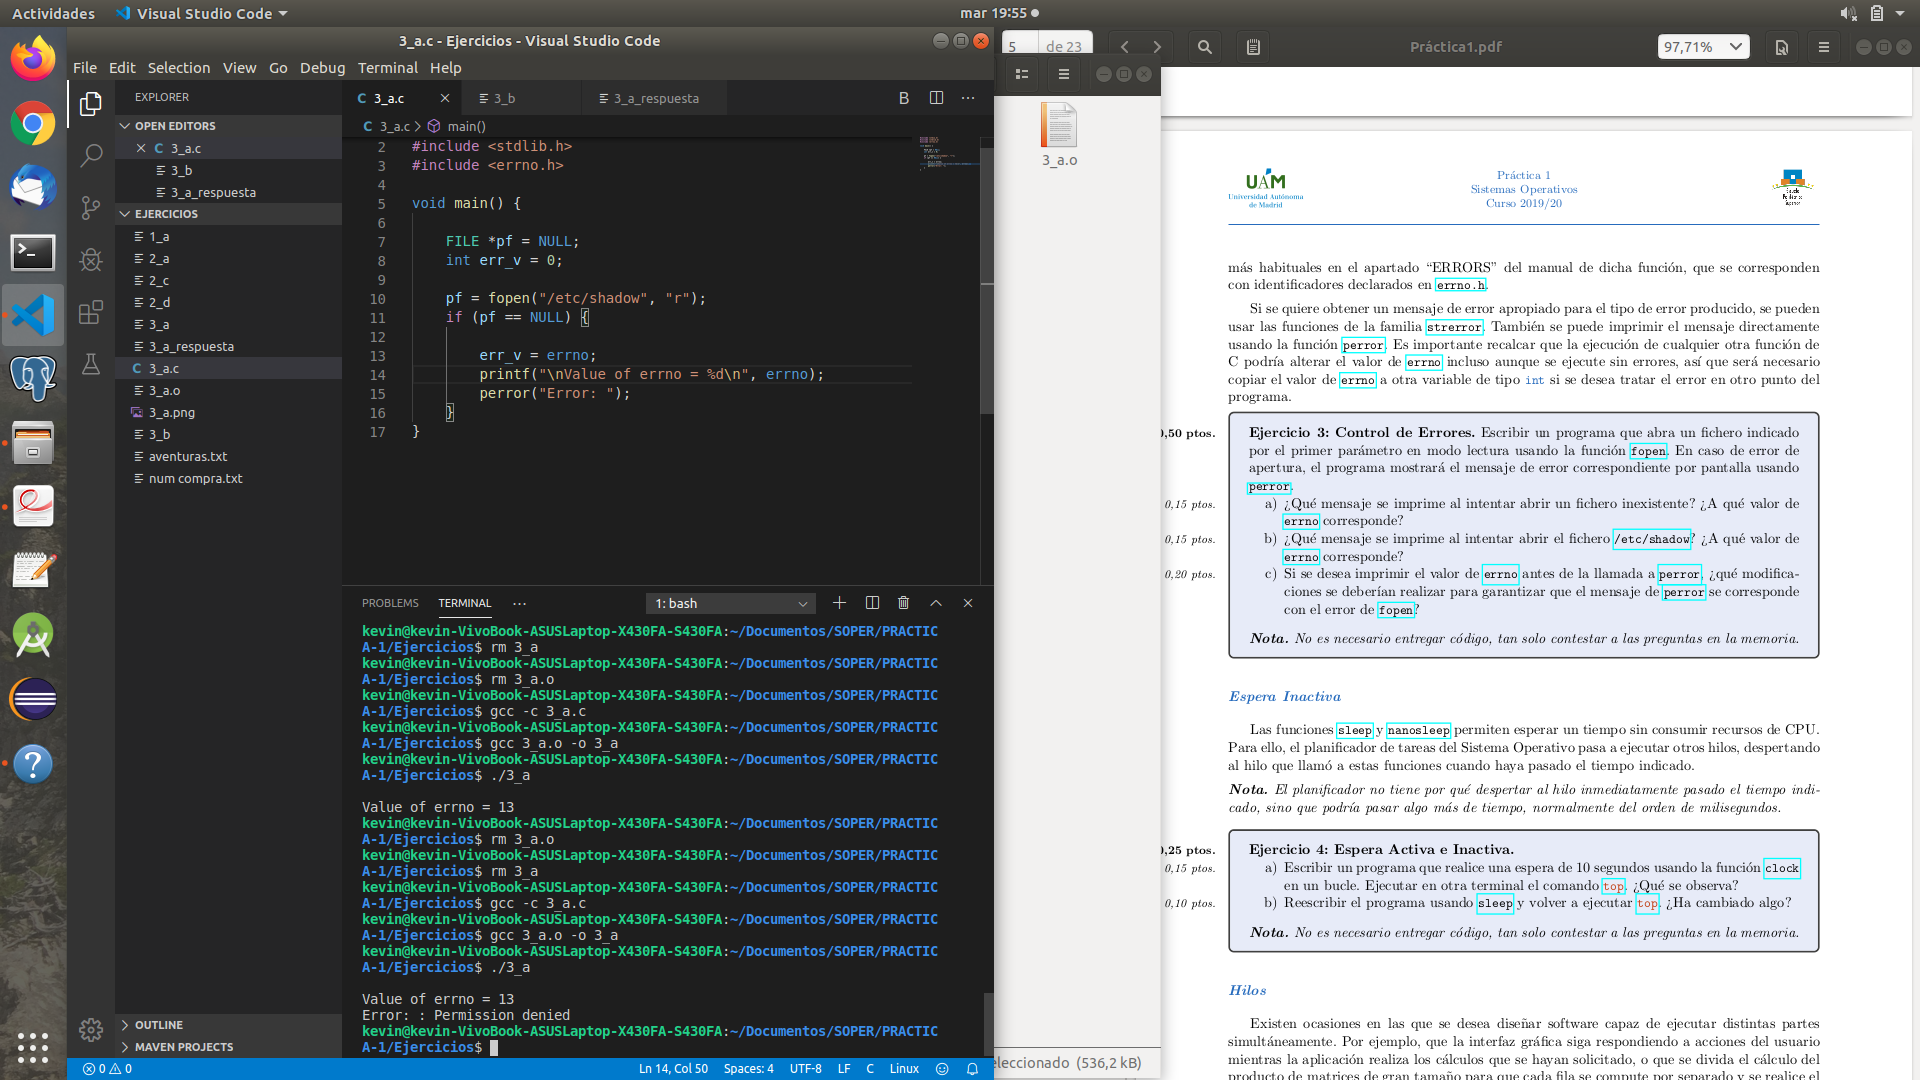 Actividades
Visual Studio Code
mar 19:55
3_a.c - Ejercicios - Visual Studio Code
File Edit Selection View Go Debug Terminal Help
EXPLORER
OPEN EDITORS
3_a.c
3_b
3_a_respuesta
EJERCICIOS
1_a
2_a
2_c
2_d
3_a
3_a_respuesta
3_a.c
3_a.o
3_a.png
3_b
aventuras.txt
num compra.txt
OUTLINE
MAVEN PROJECTS
3_a.c
3_b
3_a_respuesta
B
3_a.c > main()
2 #include <stdlib.h>
3 #include <errno.h>
4
5 void main() {
6
7 FILE *pf = NULL;
8 int err_v = 0;
9
10 pf = fopen("/etc/shadow", "r");
11 if (pf == NULL) {
12
13 err_v = errno;
14 printf("\nValue of errno = %d\n", errno);
15 perror("Error: ");
16 }
17 }
PROBLEMS TERMINAL ··· 1: bash
kevin@kevin-VivoBook-ASUSLaptop-X430FA-S430FA:~/Documentos/SOPER/PRACTIC
A-1/Ejercicios$ rm 3_a
kevin@kevin-VivoBook-ASUSLaptop-X430FA-S430FA:~/Documentos/SOPER/PRACTIC
A-1/Ejercicios$ rm 3_a.o
kevin@kevin-VivoBook-ASUSLaptop-X430FA-S430FA:~/Documentos/SOPER/PRACTIC
A-1/Ejercicios$ gcc -c 3_a.c
kevin@kevin-VivoBook-ASUSLaptop-X430FA-S430FA:~/Documentos/SOPER/PRACTIC
A-1/Ejercicios$ gcc 3_a.o -o 3_a
kevin@kevin-VivoBook-ASUSLaptop-X430FA-S430FA:~/Documentos/SOPER/PRACTIC
A-1/Ejercicios$ ./3_a
Value of errno = 13
kevin@kevin-VivoBook-ASUSLaptop-X430FA-S430FA:~/Documentos/SOPER/PRACTIC
A-1/Ejercicios$ rm 3_a.o
kevin@kevin-VivoBook-ASUSLaptop-X430FA-S430FA:~/Documentos/SOPER/PRACTIC
A-1/Ejercicios$ rm 3_a
kevin@kevin-VivoBook-ASUSLaptop-X430FA-S430FA:~/Documentos/SOPER/PRACTIC
A-1/Ejercicios$ gcc -c 3_a.c
kevin@kevin-VivoBook-ASUSLaptop-X430FA-S430FA:~/Documentos/SOPER/PRACTIC
A-1/Ejercicios$ gcc 3_a.o -o 3_a
kevin@kevin-VivoBook-ASUSLaptop-X430FA-S430FA:~/Documentos/SOPER/PRACTIC
A-1/Ejercicios$ ./3_a
Value of errno = 13
Error: : Permission denied
kevin@kevin-VivoBook-ASUSLaptop-X430FA-S430FA:~/Documentos/SOPER/PRACTIC
A-1/Ejercicios$
0 0 Ln 14, Col 50 Spaces: 4 UTF-8 LF C Linux
3_a.o
eleccionado (536,2 kB)
5 de 23 Práctica1.pdf 97,71%
UAM
Universidad Autónoma
de Madrid
Práctica 1
Sistemas Operativos
Curso 2019/20
más habituales en el apartado “ERRORS” del manual de dicha función, que se corresponden
con identificadores declarados en errno.h.
Si se quiere obtener un mensaje de error apropiado para el tipo de error producido, se pueden
usar las funciones de la familia strerror. También se puede imprimir el mensaje directamente
usando la función perror. Es importante recalcar que la ejecución de cualquier otra función de
C podría alterar el valor de errno incluso aunque se ejecute sin errores, así que será necesario
copiar el valor de errno a otra variable de tipo int si se desea tratar el error en otro punto del
programa.
0,50 ptos. Ejercicio 3: Control de Errores. Escribir un programa que abra un fichero indicado
por el primer parámetro en modo lectura usando la función fopen. En caso de error de
apertura, el programa mostrará el mensaje de error correspondiente por pantalla usando
perror.
0,15 ptos. a) ¿Qué mensaje se imprime al intentar abrir un fichero inexistente? ¿A qué valor de
errno corresponde?
0,15 ptos. b) ¿Qué mensaje se imprime al intentar abrir el fichero /etc/shadow? ¿A qué valor de
errno corresponde?
0,20 ptos. c) Si se desea imprimir el valor de errno antes de la llamada a perror, ¿qué modifica-
ciones se deberían realizar para garantizar que el mensaje de perror se corresponde
con el error de fopen?
Nota. No es necesario entregar código, tan solo contestar a las preguntas en la memoria.
Espera Inactiva
Las funciones sleep y nanosleep permiten esperar un tiempo sin consumir recursos de CPU.
Para ello, el planificador de tareas del Sistema Operativo pasa a ejecutar otros hilos, despertando
al hilo que llamó a estas funciones cuando haya pasado el tiempo indicado.
Nota. El planificador no tiene por qué despertar al hilo inmediatamente pasado el tiempo indi-
cado, sino que podría pasar algo más de tiempo, normalmente del orden de milisegundos.
0,25 ptos. Ejercicio 4: Espera Activa e Inactiva.
0,15 ptos. a) Escribir un programa que realice una espera de 10 segundos usando la función clock
en un bucle. Ejecutar en otra terminal el comando top. ¿Qué se observa?
0,10 ptos. b) Reescribir el programa usando sleep y volver a ejecutar top. ¿Ha cambiado algo?
Nota. No es necesario entregar código, tan solo contestar a las preguntas en la memoria.
Hilos
Existen ocasiones en las que se desea diseñar software capaz de ejecutar distintas partes
simultáneamente. Por ejemplo, que la interfaz gráfica siga respondiendo a acciones del usuario
mientras la aplicación realiza los cálculos que se hayan solicitado, o que se divida el cálculo del
producto de matrices de gran tamaño para que cada fila se compute por separado y se realice el